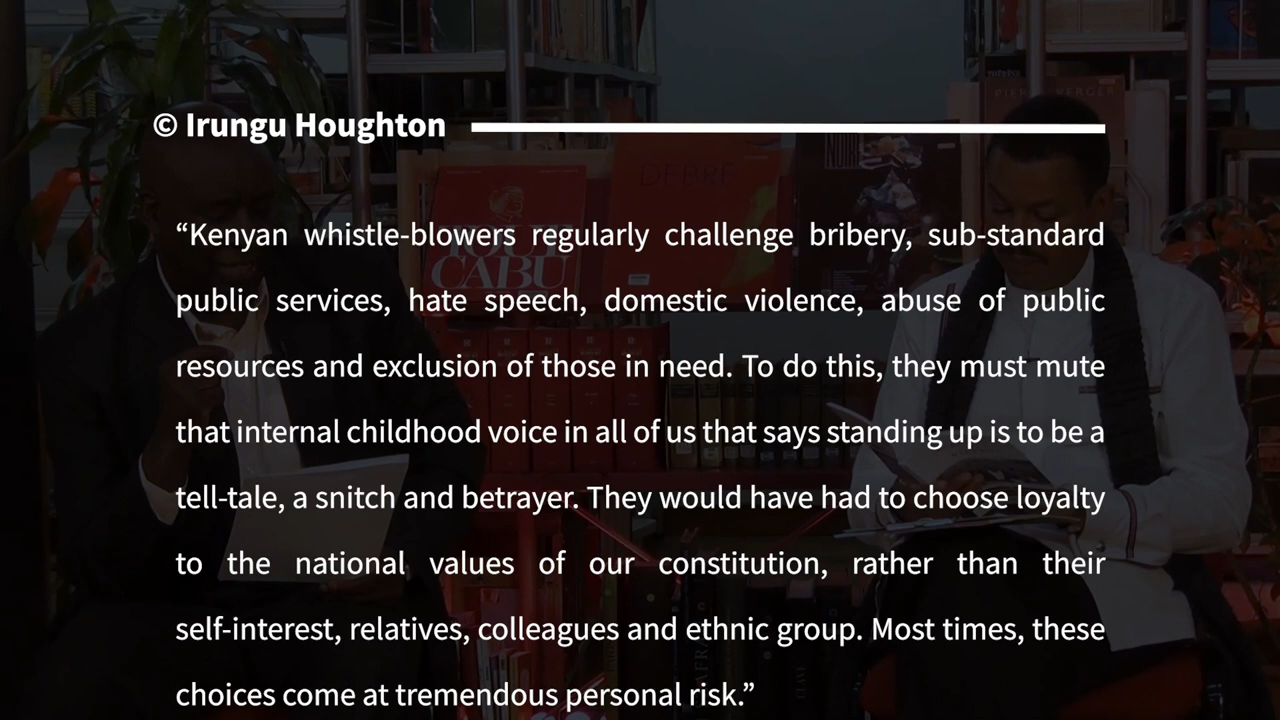 © Irungu Houghton
“Kenyan whistle-blowers regularly challenge bribery, sub-standard
public services, hate speech, domestic violence, abuse of public
resources and exclusion of those in need. To do this, they must mute
that internal childhood voice in all of us that says standing up is to be a
tell-tale, a snitch and betrayer. They would have had to choose loyalty
to the national values of our constitution, rather than their
self-interest, relatives, colleagues and ethnic group. Most times, these
choices come at tremendous personal risk.”